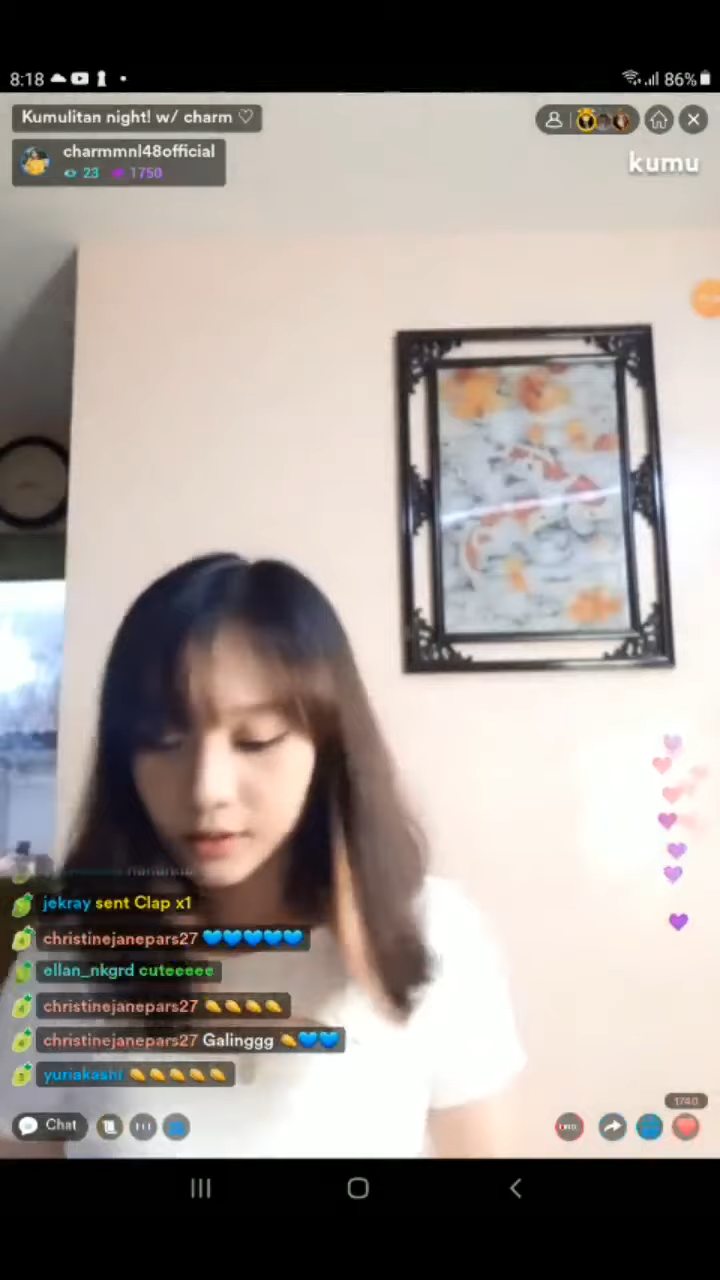 8:18
86%
Kumulitan night! w/ charm ♡
charmmnl48official
23 1750
kumu
jekray sent Clap x1
christinejanepars27 💙💙💙💙💙
ellan_nkgrd cuteeeee
christinejanepars27 👏👏👏👏
christinejanepars27 Galinggg 👏💙💙
yuriakashi 👏👏👏👏👏
1740
Chat